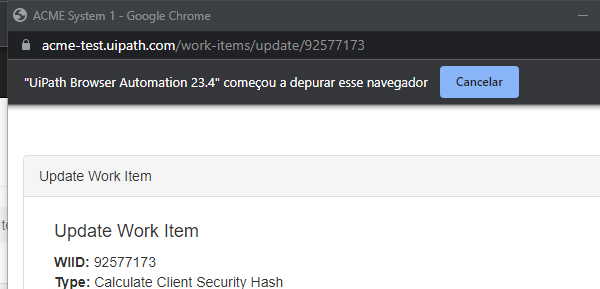 ACME System 1 - Google Chrome
acme-test.uipath.com/work-items/update/92577173
"UiPath Browser Automation 23.4" começou a depurar esse navegador Cancelar
Update Work Item
Update Work Item
WIID: 92577173
Type: Calculate Client Security Hash